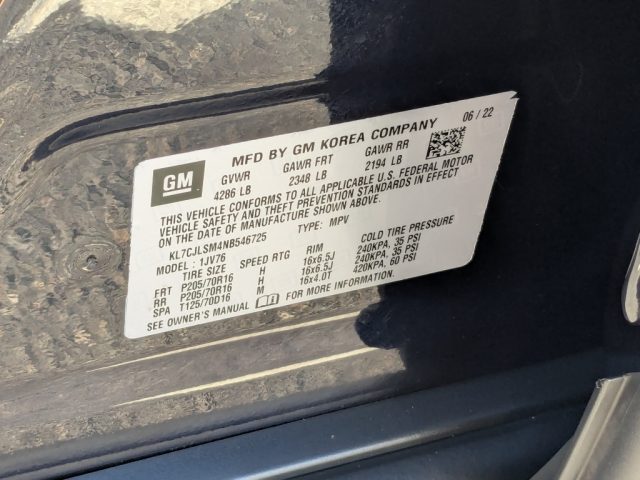 GM
MFD BY GM KOREA COMPANY 06 / 22
GVWR GAWR FRT GAWR RR
4286 LB 2348 LB 2194 LB
THIS VEHICLE CONFORMS TO ALL APPLICABLE U.S. FEDERAL MOTOR
VEHICLE SAFETY AND THEFT PREVENTION STANDARDS IN EFFECT
ON THE DATE OF MANUFACTURE SHOWN ABOVE.
KL7CJLSM4NB546725 TYPE: MPV
MODEL : 1JV76
TIRE SIZE SPEED RTG RIM COLD TIRE PRESSURE
FRT P205/70R16 H 16x6.5J 240KPA, 35 PSI
RR P205/70R16 H 16x6.5J 240KPA, 35 PSI
SPA T125/70D16 M 16x4.0T 420KPA, 60 PSI
SEE OWNER'S MANUAL FOR MORE INFORMATION.